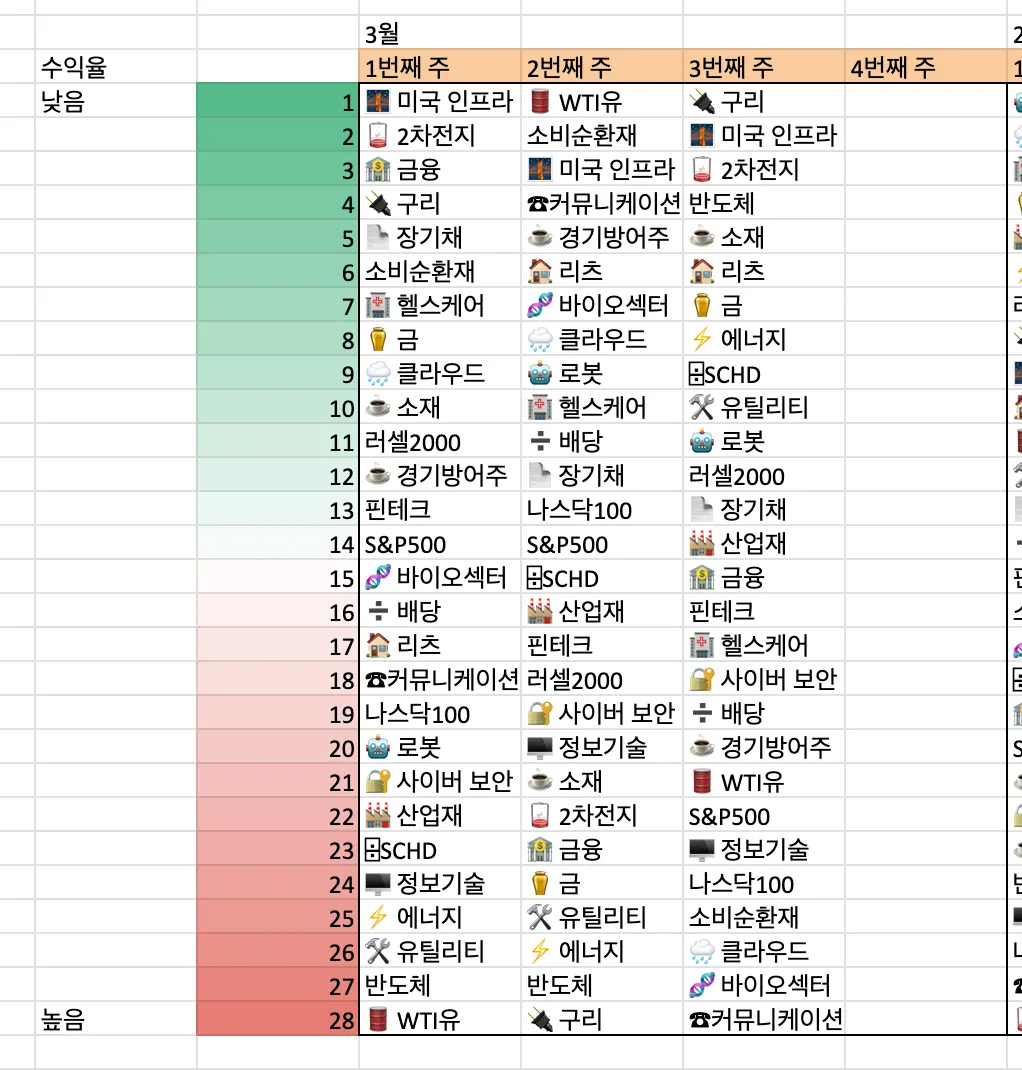 3월
수익율 1번째 주 2번째 주 3번째 주 4번째 주
낮음 1 미국 인프라 WTI유 구리
2 2차전지 소비순환재 미국 인프라
3 금융 미국 인프라 2차전지
4 구리 ☎커뮤니케이션 반도체
5 장기채 경기방어주 소재
6 소비순환재 리츠 리츠
7 헬스케어 바이오섹터 금
8 금 클라우드 에너지
9 클라우드 로봇 SCHD
10 소재 헬스케어 유틸리티
11 러셀2000 ➗ 배당 로봇
12 경기방어주 장기채 러셀2000
13 핀테크 나스닥100 장기채
14 S&P500 S&P500 산업재
15 바이오섹터 SCHD 금융
16 ➗ 배당 산업재 핀테크
17 리츠 핀테크 헬스케어
18 ☎커뮤니케이션 러셀2000 사이버 보안
19 나스닥100 사이버 보안 ➗ 배당
20 로봇 정보기술 경기방어주
21 사이버 보안 소재 WTI유
22 산업재 2차전지 S&P500
23 SCHD 금융 정보기술
24 정보기술 금 나스닥100
25 에너지 유틸리티 소비순환재
26 유틸리티 에너지 클라우드
27 반도체 반도체 바이오섹터
높음 28 WTI유 구리 ☎커뮤니케이션